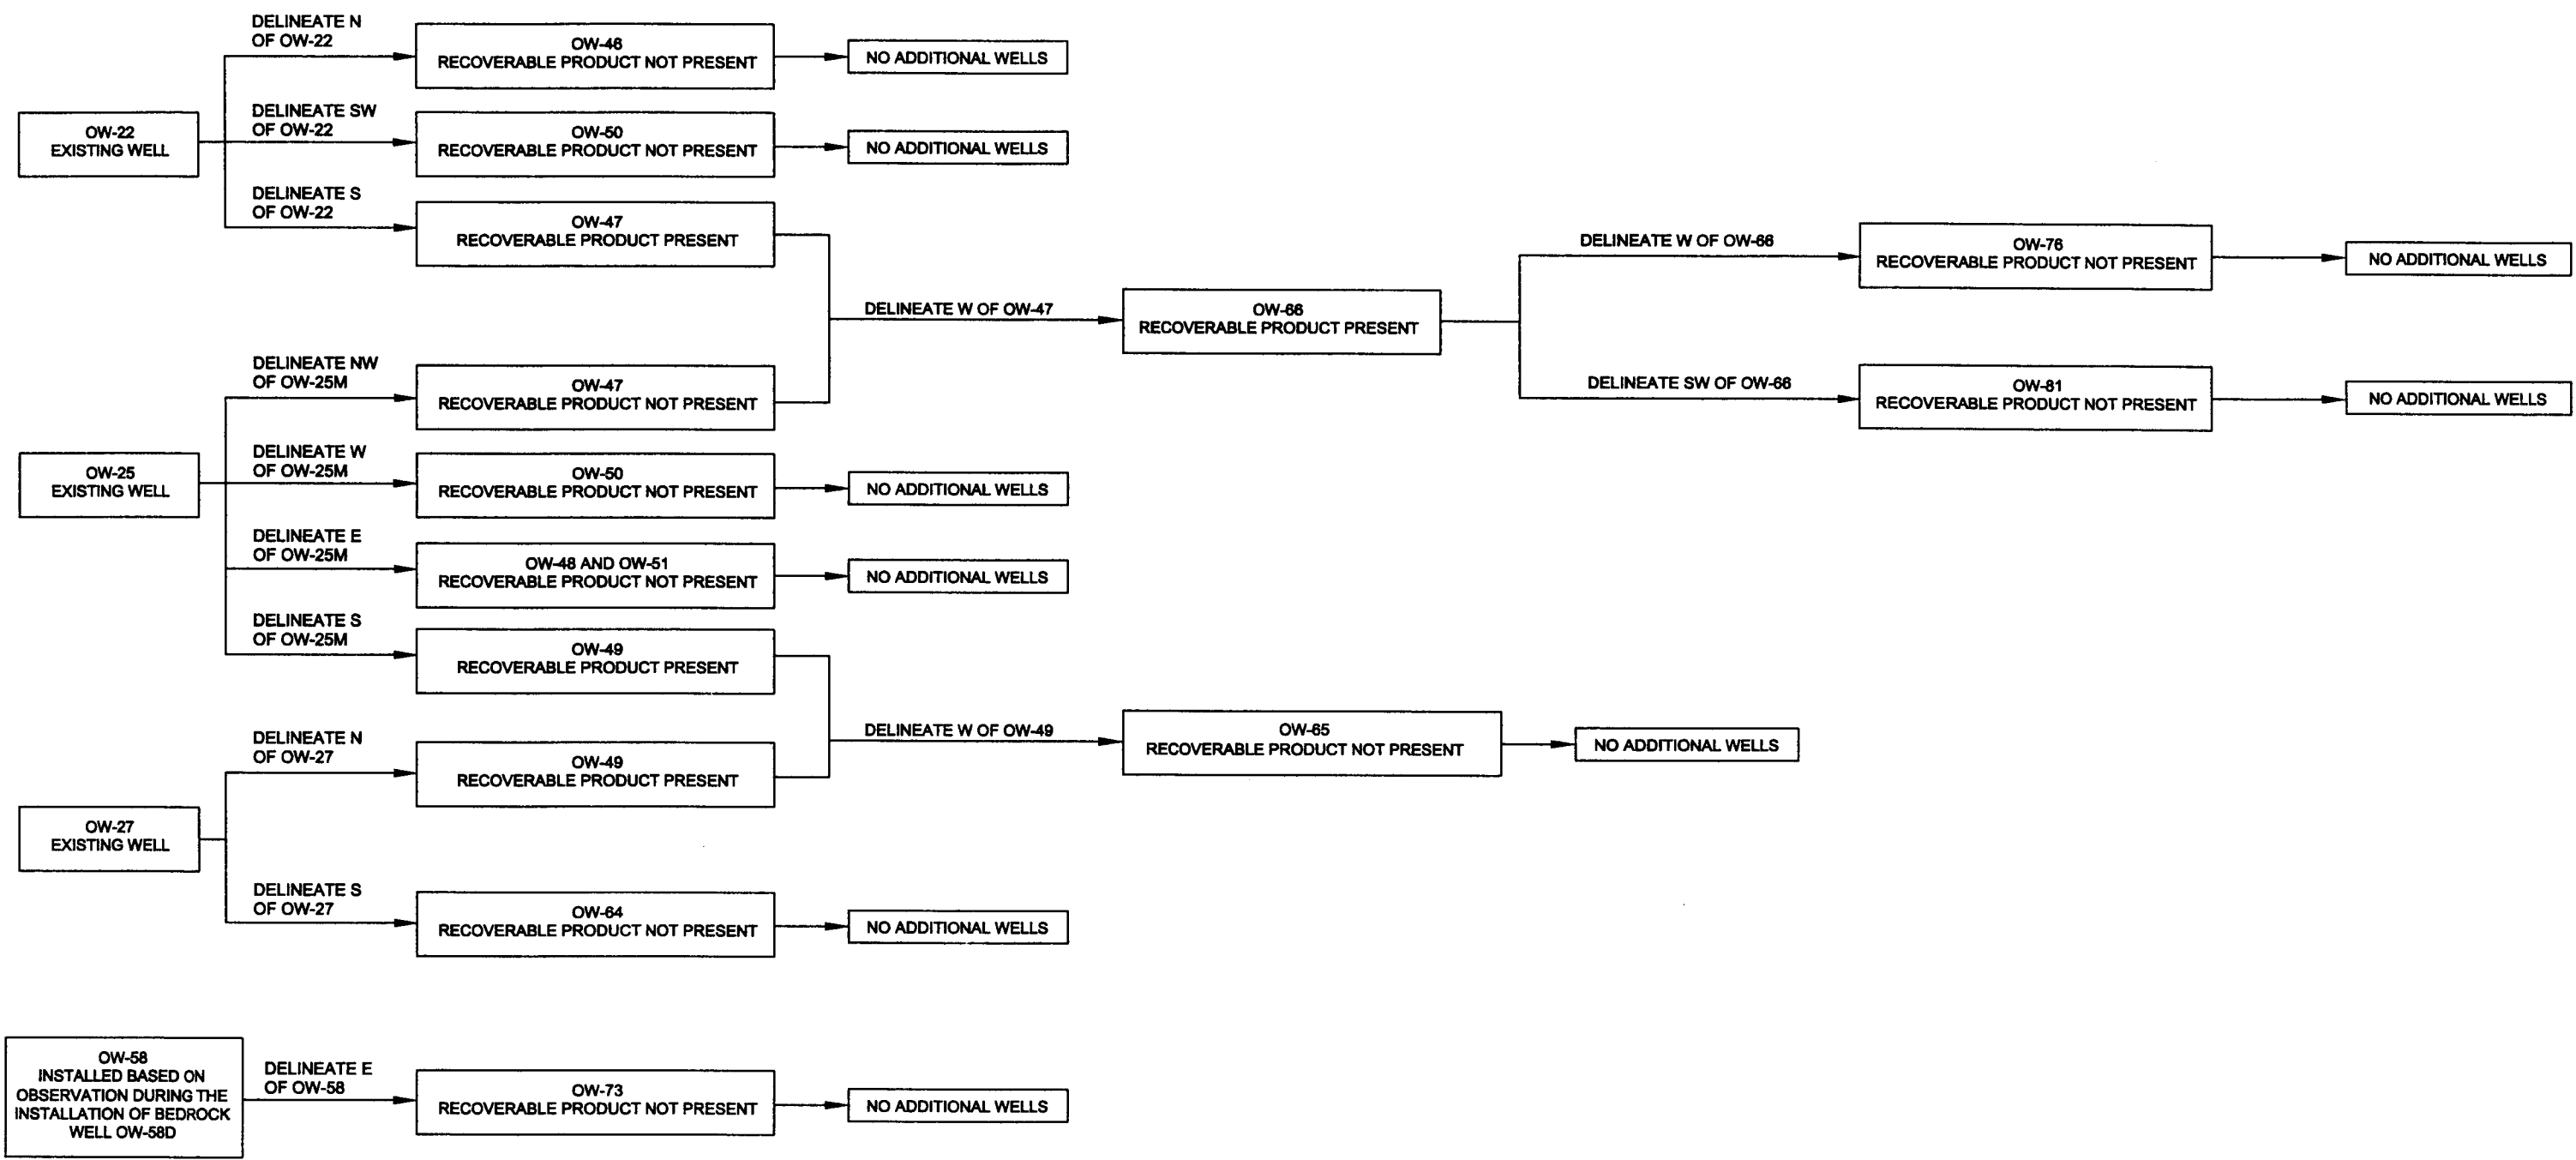 DELINEATE N
OF OW-22
OW-46
RECOVERABLE PRODUCT NOT PRESENT
NO ADDITIONAL WELLS
OW-22
EXISTING WELL
DELINEATE SW
OF OW-22
OW-50
RECOVERABLE PRODUCT NOT PRESENT
NO ADDITIONAL WELLS
DELINEATE S
OF OW-22
OW-47
RECOVERABLE PRODUCT PRESENT
DELINEATE W OF OW-47
OW-66
RECOVERABLE PRODUCT PRESENT
DELINEATE W OF OW-66
OW-76
RECOVERABLE PRODUCT NOT PRESENT
NO ADDITIONAL WELLS
DELINEATE SW OF OW-66
OW-81
RECOVERABLE PRODUCT NOT PRESENT
NO ADDITIONAL WELLS
DELINEATE NW
OF OW-25M
OW-47
RECOVERABLE PRODUCT NOT PRESENT
OW-25
EXISTING WELL
DELINEATE W
OF OW-25M
OW-50
RECOVERABLE PRODUCT NOT PRESENT
NO ADDITIONAL WELLS
DELINEATE E
OF OW-25M
OW-48 AND OW-51
RECOVERABLE PRODUCT NOT PRESENT
NO ADDITIONAL WELLS
DELINEATE S
OF OW-25M
OW-49
RECOVERABLE PRODUCT PRESENT
DELINEATE W OF OW-49
OW-65
RECOVERABLE PRODUCT NOT PRESENT
NO ADDITIONAL WELLS
DELINEATE N
OF OW-27
OW-49
RECOVERABLE PRODUCT PRESENT
OW-27
EXISTING WELL
DELINEATE S
OF OW-27
OW-64
RECOVERABLE PRODUCT NOT PRESENT
NO ADDITIONAL WELLS
OW-58
INSTALLED BASED ON
OBSERVATION DURING THE
INSTALLATION OF BEDROCK
WELL OW-58D
DELINEATE E
OF OW-58
OW-73
RECOVERABLE PRODUCT NOT PRESENT
NO ADDITIONAL WELLS